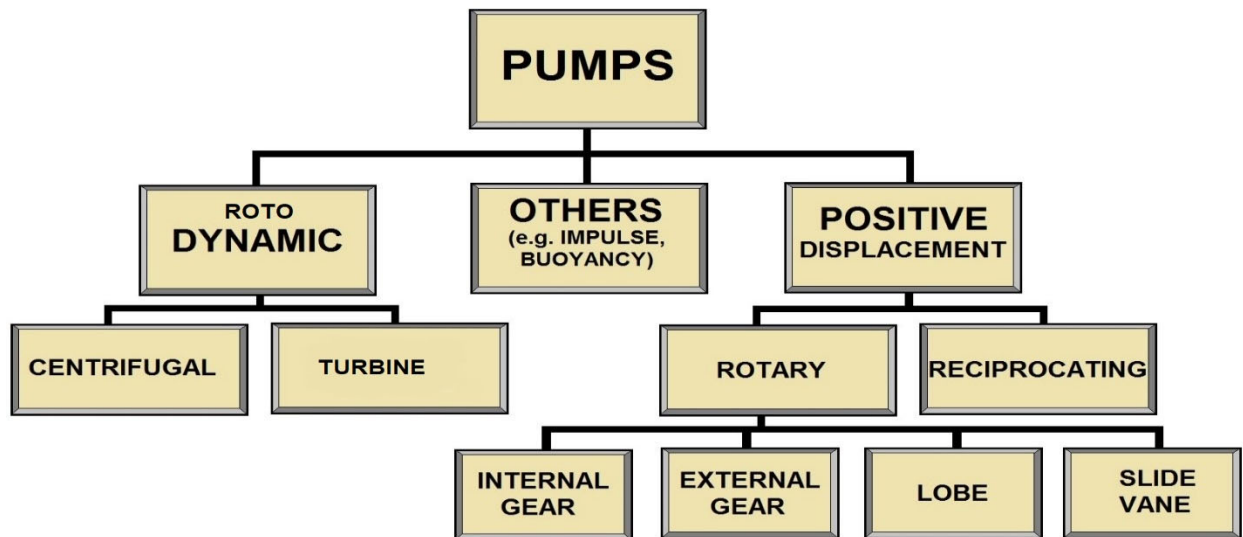 PUMPS
ROTO
DYNAMIC
OTHERS
(e.g. IMPULSE,
BUOYANCY)
POSITIVE
DISPLACEMENT
CENTRIFUGAL
TURBINE
ROTARY
RECIPROCATING
INTERNAL
GEAR
EXTERNAL
GEAR
LOBE
SLIDE
VANE